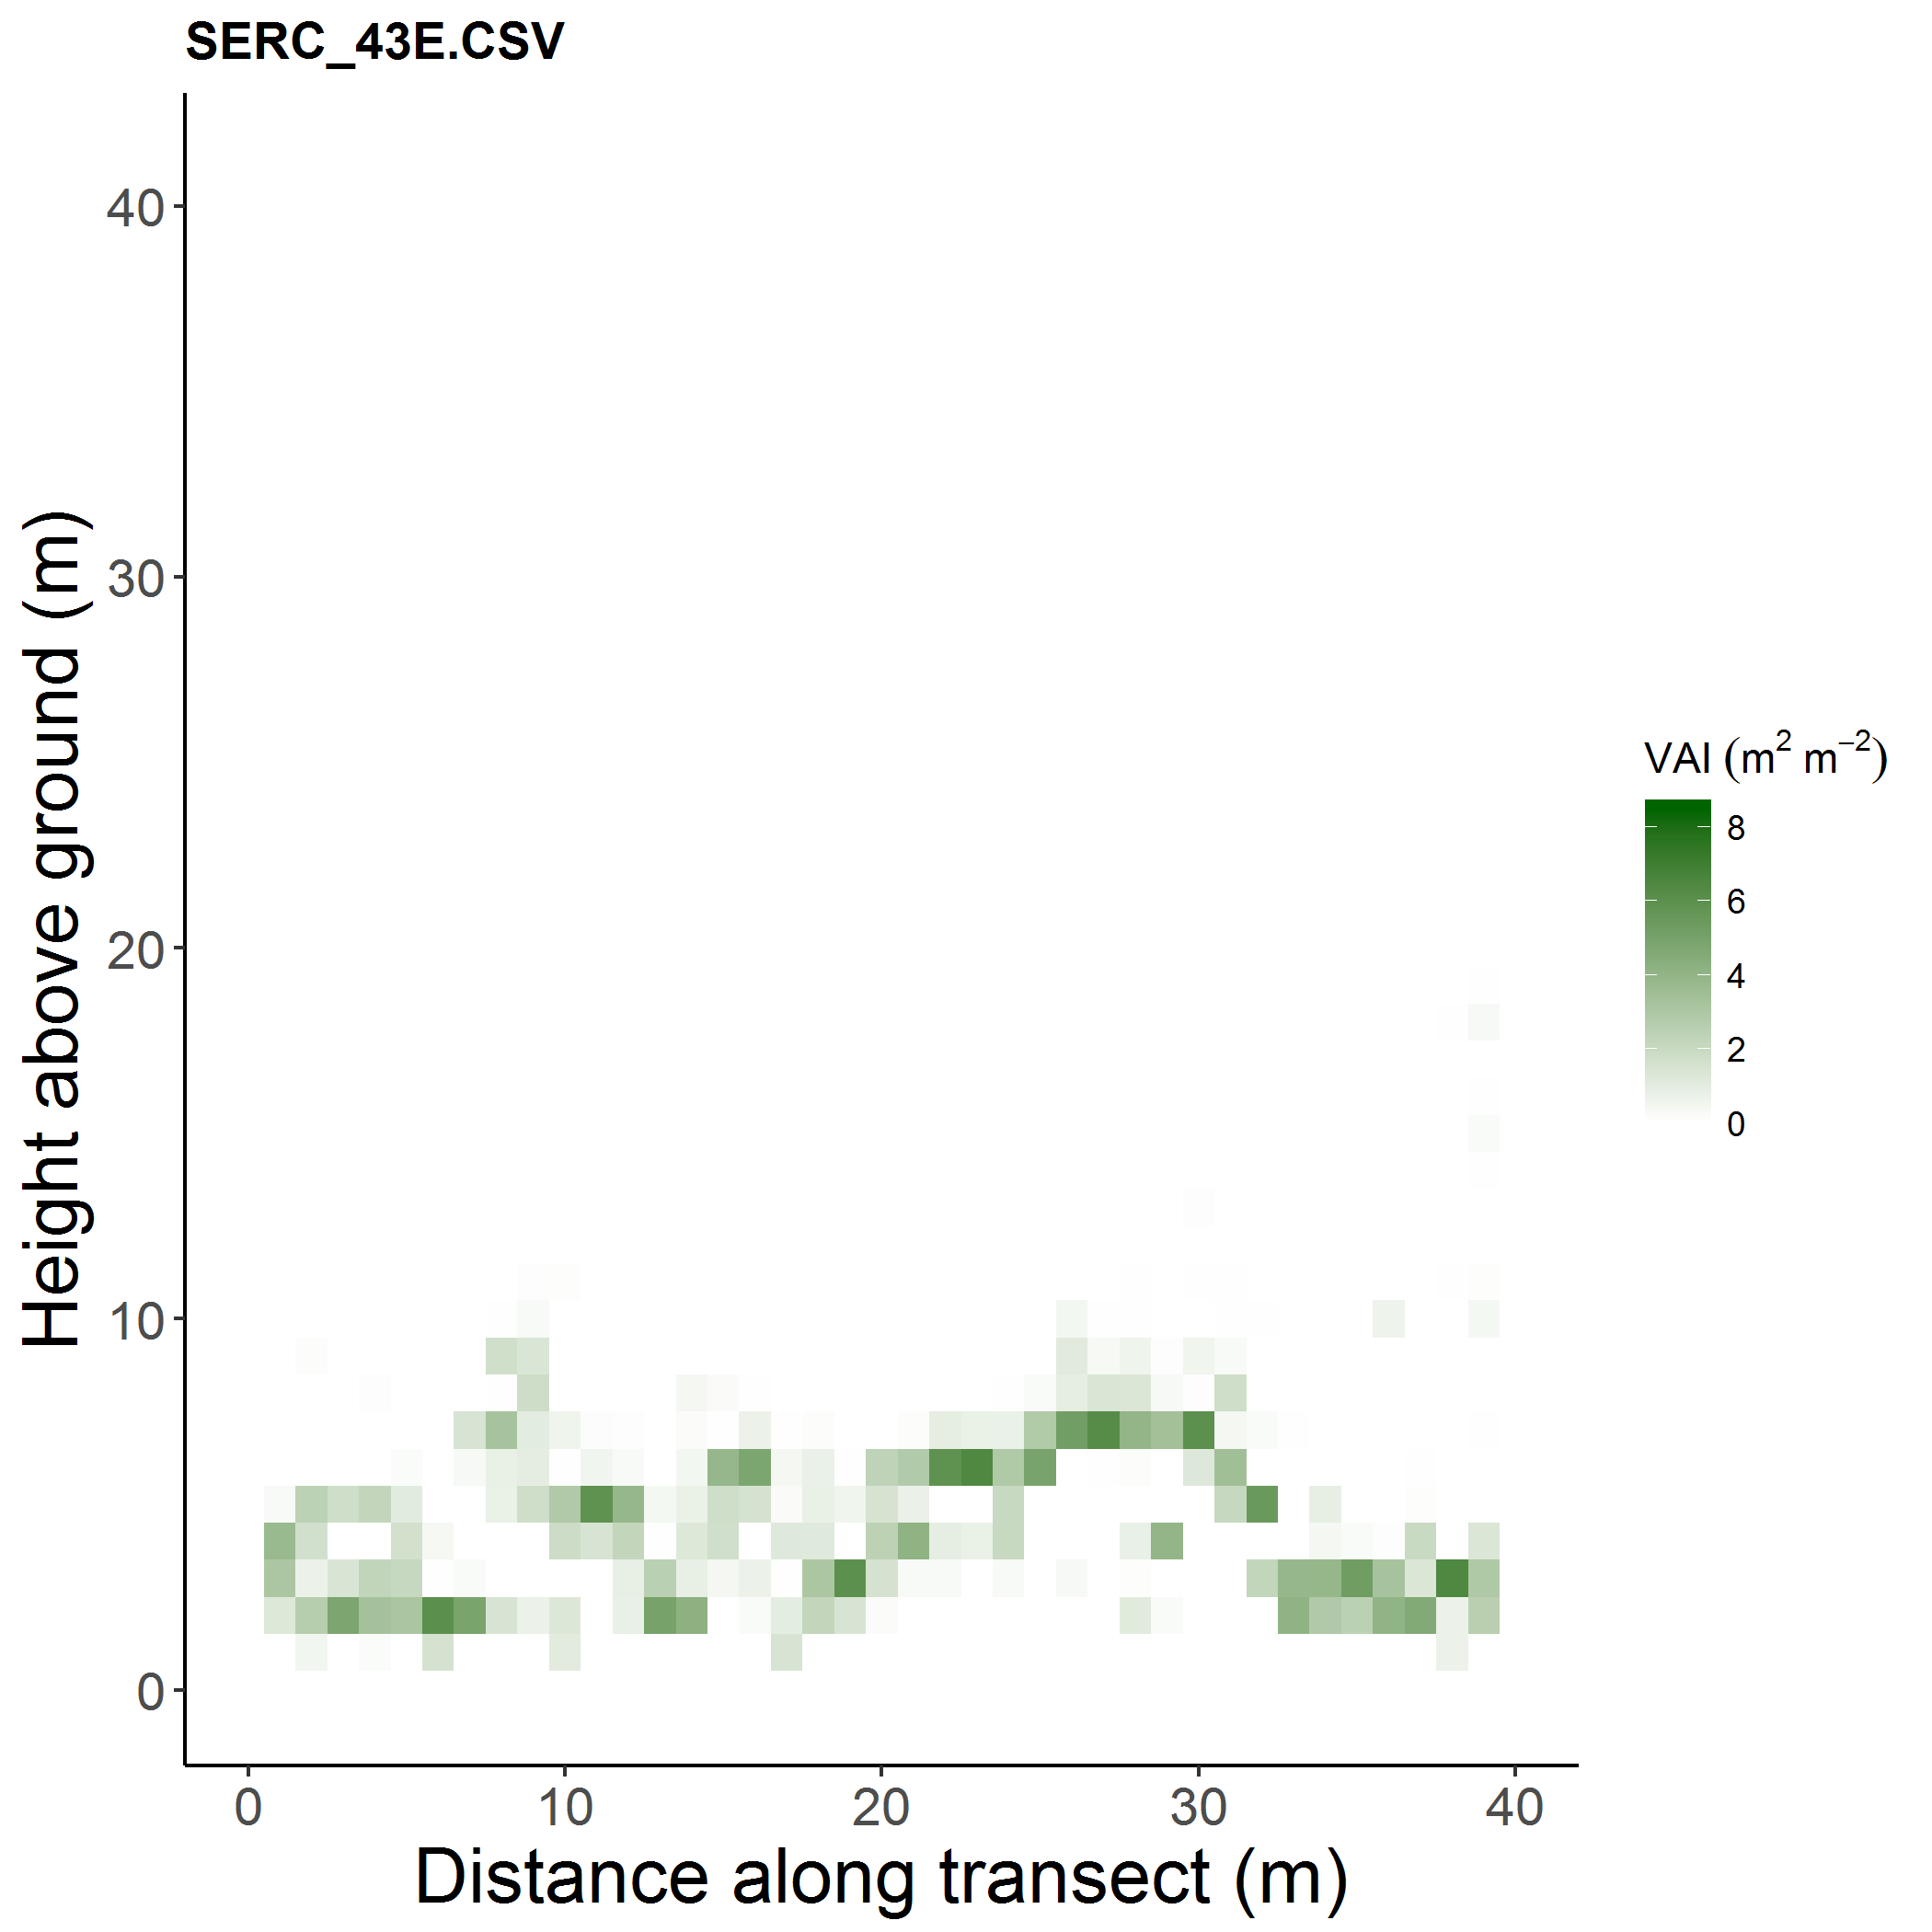 SERC_43E.CSV
40
30
20
10
0
Height above ground (m)
0 10 20 30 40
Distance along transect (m)
VAI (m² m⁻²)
8
6
4
2
0